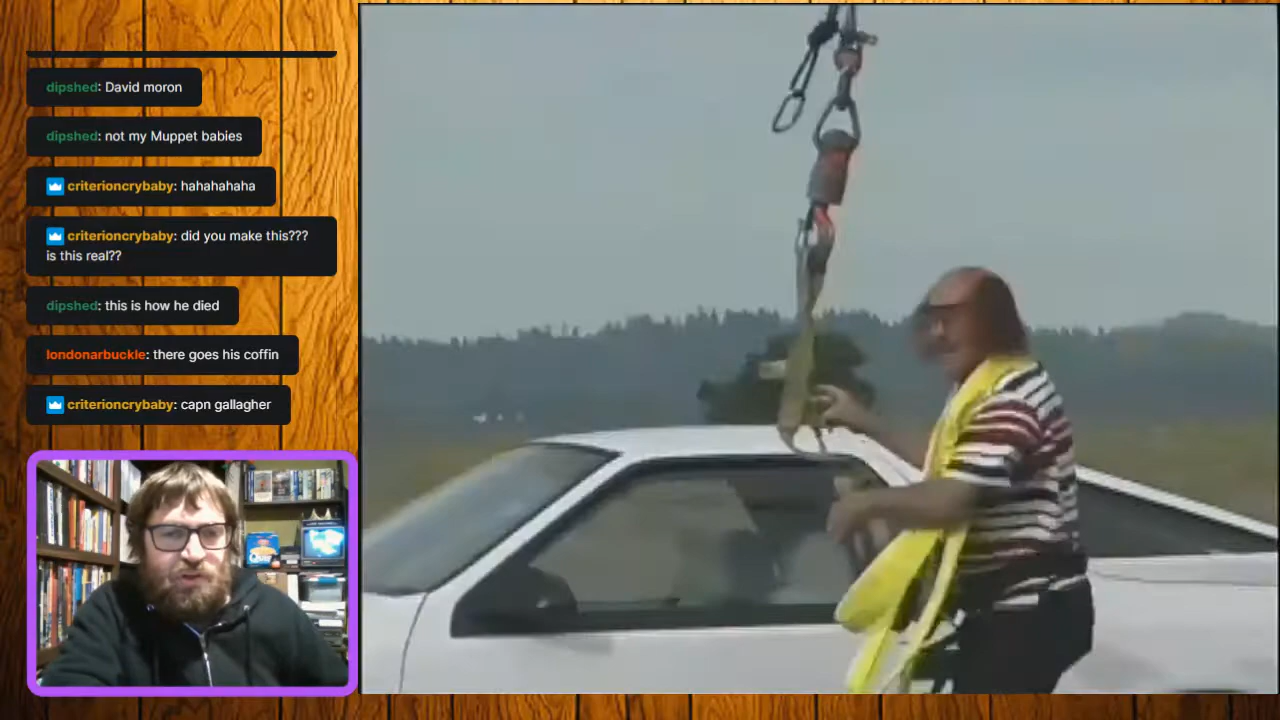 dipshed: David moron
dipshed: not my Muppet babies
criterioncrybaby: hahahahaha
criterioncrybaby: did you make this???
is this real??
dipshed: this is how he died
londonarbuckle: there goes his coffin
criterioncrybaby: capn gallagher